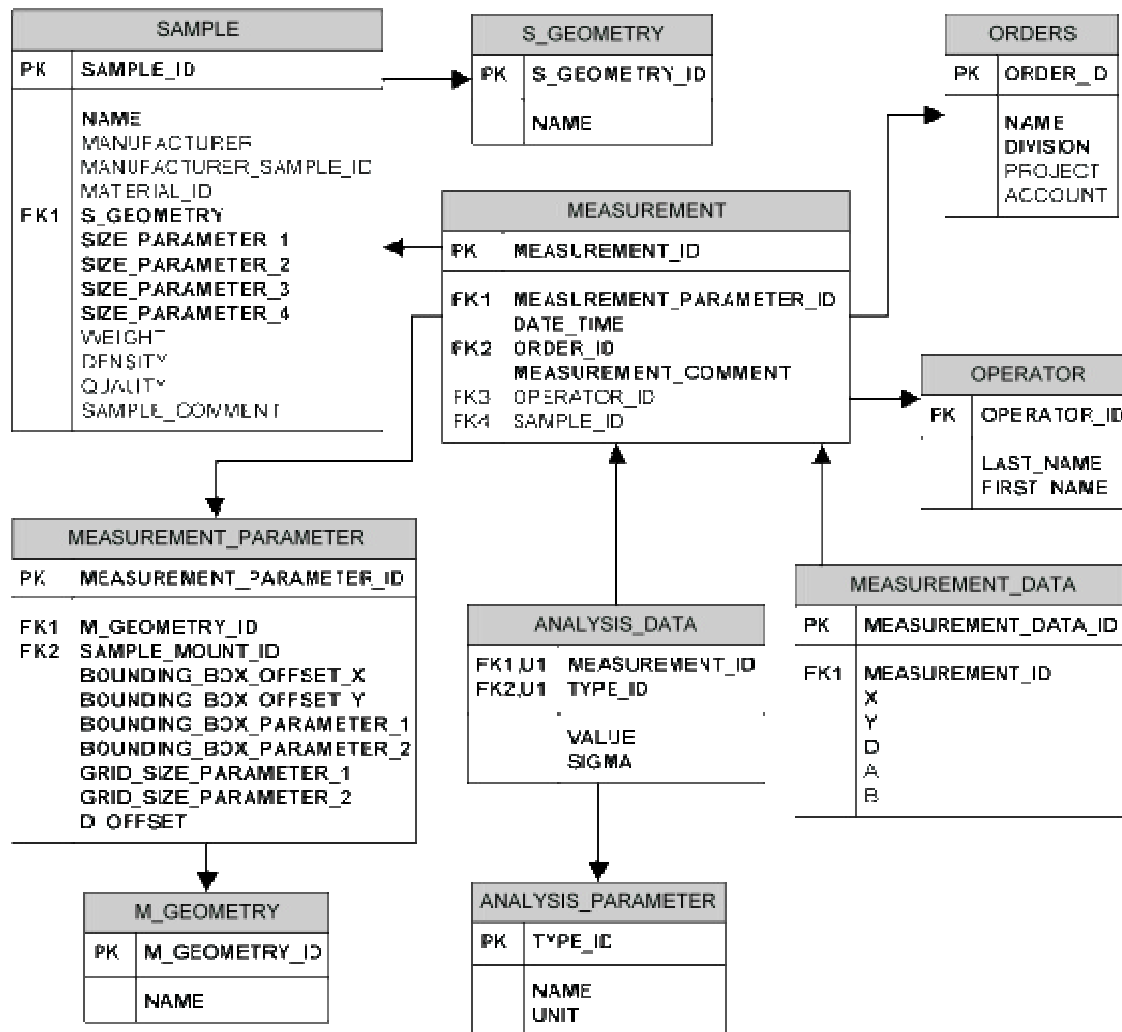 SAMPLE
PK SAMPLE_ID
NAME
MANUFACTURER
MANUFACTURER_SAMPLE_ID
MATERIAL_ID
FK1 S_GEOMETRY
SIZE_PARAMETER_1
SIZE_PARAMETER_2
SIZE_PARAMETER_3
SIZE_PARAMETER_4
WEIGHT
DENSITY
QUALITY
SAMPLE_COMMENT
S_GEOMETRY
PK S_GEOMETRY_ID
NAME
ORDERS
PK ORDER_ID
NAME
DIVISION
PROJECT
ACCOUNT
MEASUREMENT
PK MEASUREMENT_ID
FK1 MEASUREMENT_PARAMETER_ID
DATE_TIME
FK2 ORDER_ID
MEASUREMENT_COMMENT
FK3 OPERATOR_ID
FK4 SAMPLE_ID
OPERATOR
PK OPERATOR_ID
LAST_NAME
FIRST_NAME
MEASUREMENT_PARAMETER
PK MEASUREMENT_PARAMETER_ID
FK1 M_GEOMETRY_ID
FK2 SAMPLE_MOUNT_ID
BOUNDING_BOX_OFFSET_X
BOUNDING_BOX_OFFSET_Y
BOUNDING_BOX_PARAMETER_1
BOUNDING_BOX_PARAMETER_2
GRID_SIZE_PARAMETER_1
GRID_SIZE_PARAMETER_2
D_OFFSET
ANALYSIS_DATA
FK1,U1 MEASUREMENT_ID
FK2,U1 TYPE_ID
VALUE
SIGMA
MEASUREMENT_DATA
PK MEASUREMENT_DATA_ID
FK1 MEASUREMENT_ID
X
Y
D
A
B
M_GEOMETRY
PK M_GEOMETRY_ID
NAME
ANALYSIS_PARAMETER
PK TYPE_ID
NAME
UNIT